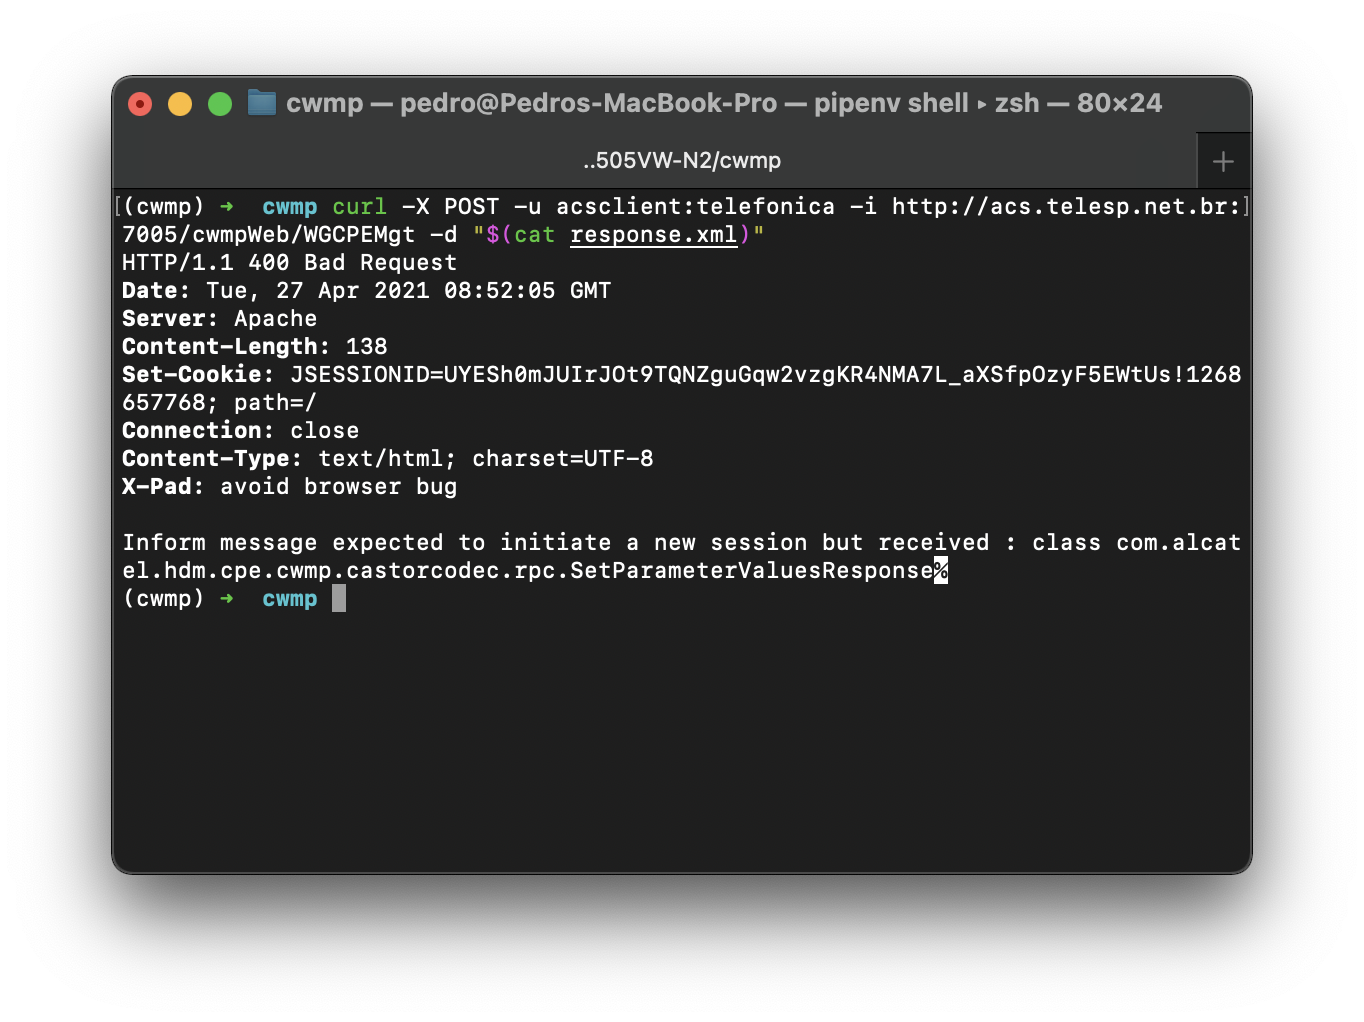 cwmp — pedro@Pedros-MacBook-Pro — pipenv shell ▸ zsh — 80×24
..505VW-N2/cwmp
[(cwmp) ➜  cwmp curl -X POST -u acsclient:telefonica -i http://acs.telesp.net.br:]
7005/cwmpWeb/WGCPEMgt -d "$(cat response.xml)"
HTTP/1.1 400 Bad Request
Date: Tue, 27 Apr 2021 08:52:05 GMT
Server: Apache
Content-Length: 138
Set-Cookie: JSESSIONID=UYESh0mJUIrJOt9TQNZguGqw2vzgKR4NMA7L_aXSfpOzyF5EWtUs!1268
657768; path=/
Connection: close
Content-Type: text/html; charset=UTF-8
X-Pad: avoid browser bug
Inform message expected to initiate a new session but received : class com.alcat
el.hdm.cpe.cwmp.castorcodec.rpc.SetParameterValuesResponse%
(cwmp) ➜  cwmp